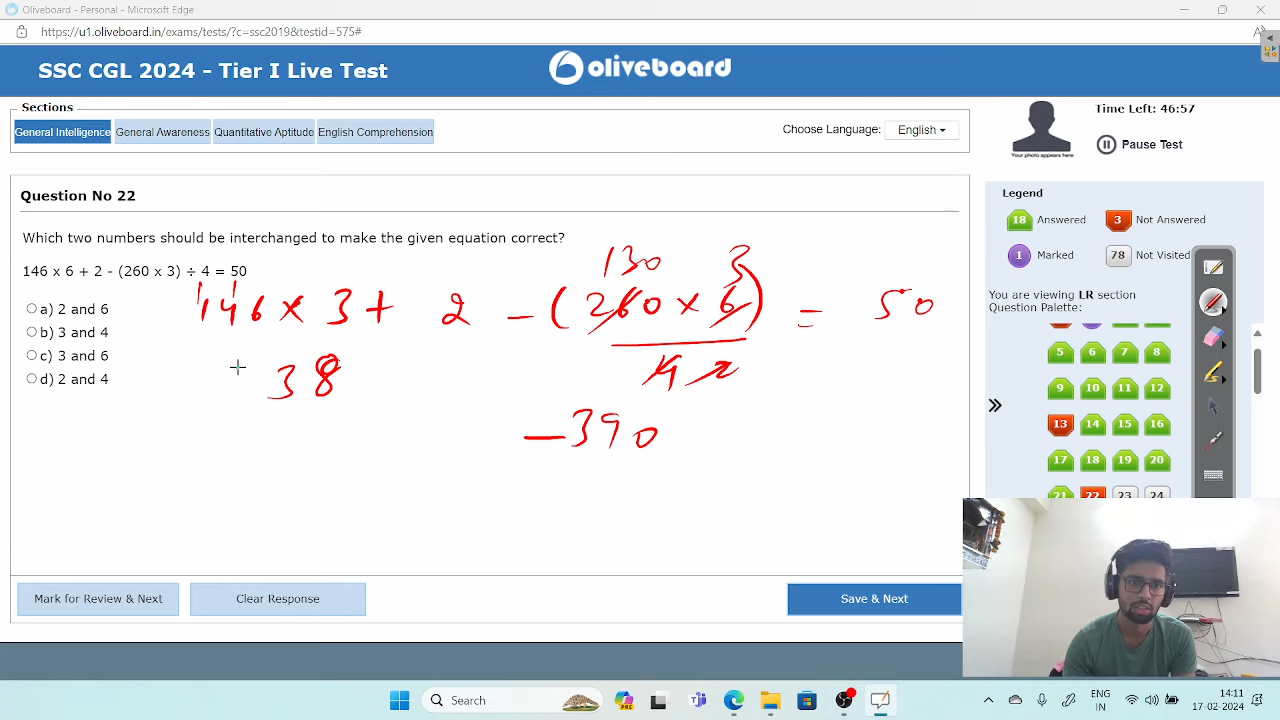 Oliveboard - Personal - Microsoft Edge
https://u1.oliveboard.in/exams/tests/?c=ssc2019&testid=575#
SSC CGL 2024 - Tier I Live Test
oliveboard
Sections
General Intelligence
General Awareness
Quantitative Aptitude
English Comprehension
Choose Language:
English
Your photo appears here
Time Left: 46:57
Pause Test
Question No 22
Which two numbers should be interchanged to make the given equation correct?
146 x 6 + 2 - (260 x 3) ÷ 4 = 50
a) 2 and 6
b) 3 and 4
c) 3 and 6
d) 2 and 4
130 3
146 × 3 + 2 - (260 × 6) = 50
4 2
38
-390
Legend
18 Answered
3 Not Answered
1 Marked
78 Not Visited
You are viewing LR section
Question Palette:
5 6 7 8
9 10 11 12
13 14 15 16
17 18 19 20
21 22 23 24
Mark for Review & Next
Clear Response
Save & Next
Search
ENG
IN
14:11
17-02-2024